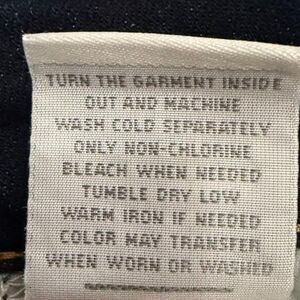 TURN THE GARMENT INSIDE
OUT AND MACHINE
WASH COLD SEPARATELY
ONLY NON-CHLORINE
BLEACH WHEN NEEDED
TUMBLE DRY LOW
WARM IRON IF NEEDED
COLOR MAY TRANSFER
WHEN WORN OR WASHED